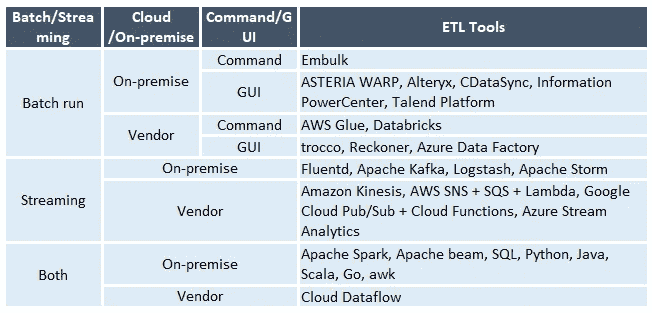 Batch/Strea
ming
Cloud
/On-premise
Command/G
UI
ETL Tools
Batch run
On-premise
Command
Embulk
GUI
ASTERIA WARP, Alteryx, CDataSync, Information
PowerCenter, Talend Platform
Vendor
Command
AWS Glue, Databricks
GUI
trocco, Reckoner, Azure Data Factory
Streaming
On-premise
Fluentd, Apache Kafka, Logstash, Apache Storm
Vendor
Amazon Kinesis, AWS SNS + SQS + Lambda, Google
Cloud Pub/Sub + Cloud Functions, Azure Stream
Analytics
Both
On-premise
Apache Spark, Apache beam, SQL, Python, Java,
Scala, Go, awk
Vendor
Cloud Dataflow